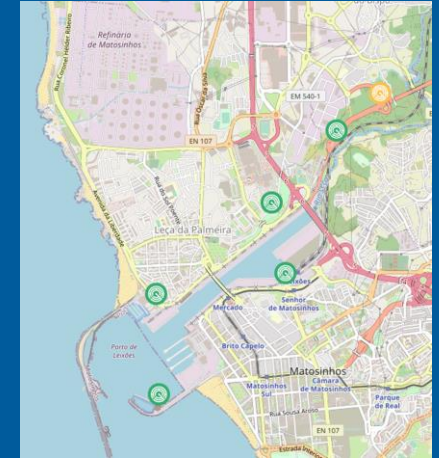 Refinaria
de Matosinhos
Rua Coronel Hélder Ribeiro
Rua Óscar da Silva
EM 540-1
EN 107
Rua do Sol Poente
Avenida da Liberdade
Leça da Palmeira
Mercado
Senhor
de Matosinhos
Porto de
Leixões
Brito Capelo
Matosinhos
Câmara
de Matosinhos
Matosinhos
Sul
Parque
de Real
Rua Sousa Aroso
EN 107